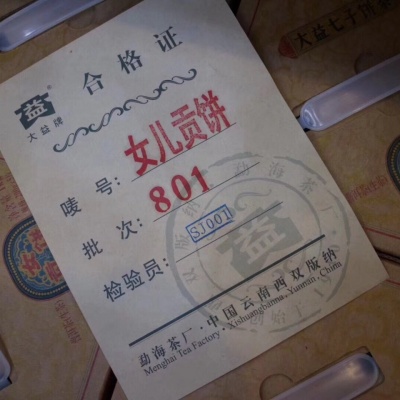 合格证
益
大益牌
唛号：女儿贡饼
批次：801
检验员：SJ001
益
勐海茶厂·中国云南西双版纳
Menghai Tea Factory · Xishuangbanna, Yunnan, China
大益七子饼茶